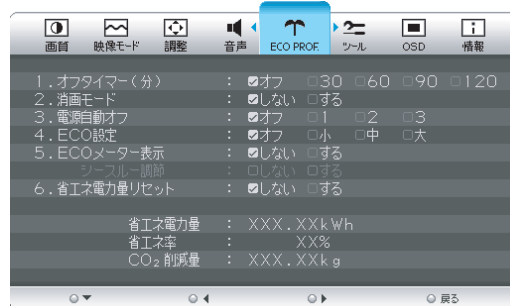 画質 映像モード 調整 音声 ECO PROF. ツール OSD 情報
1.オフタイマー(分) : ☑オフ □30 □60 □90 □120
2.消画モード : ☑しない □する
3.電源自動オフ : ☑オフ □1 □2 □3
4.ECO設定 : ☑オフ □小 □中 □大
5.ECOメーター表示 : ☑しない □する
シースルー調節 : □しない □する
6.省エネ電力量リセット : ☑しない □する
省エネ電力量 : XXX.XXkWh
省エネ率 : XX%
CO₂削減量 : XXX.XXkg
○▼ ○◀ ○▶ ○ 戻る